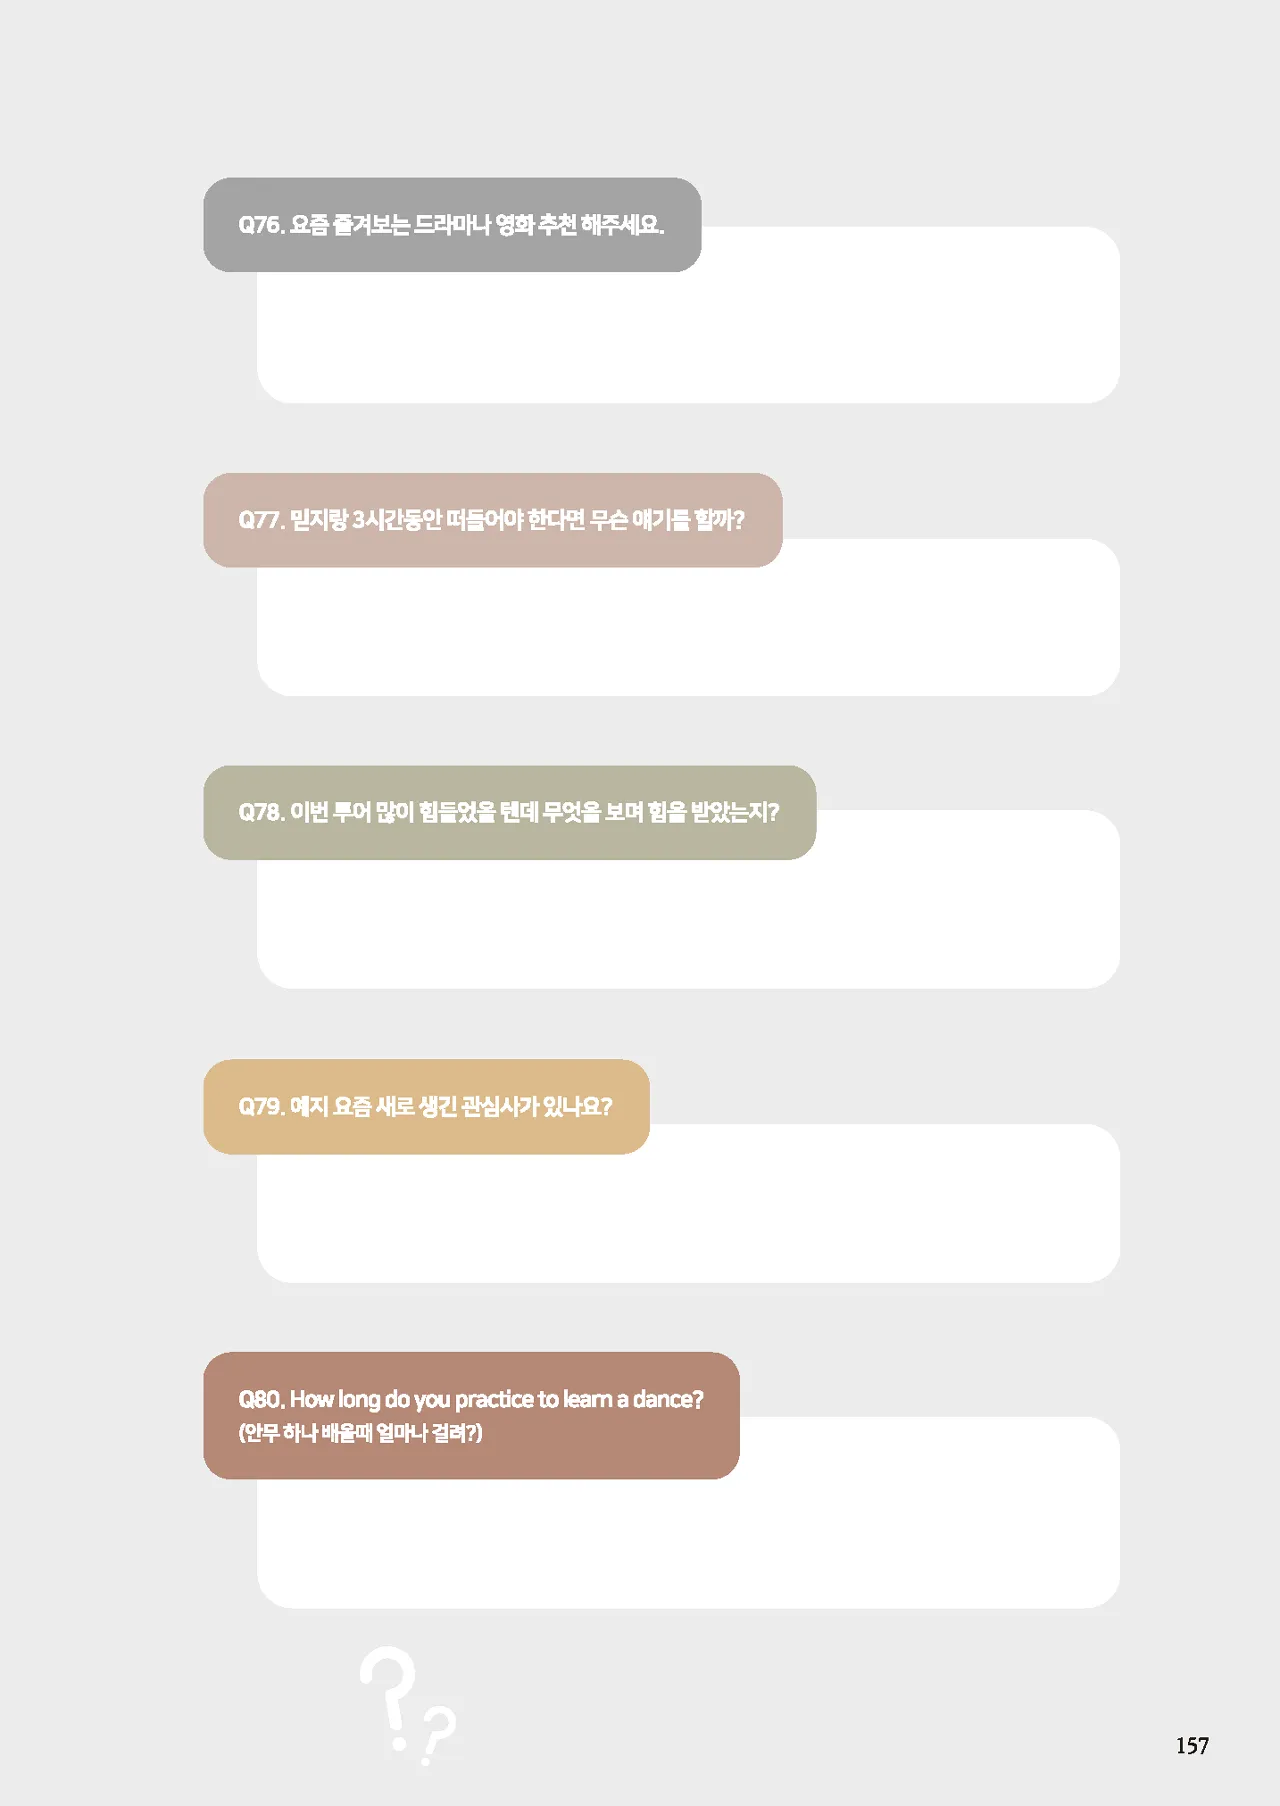 Q76. 요즘 즐겨보는 드라마나 영화 추천 해주세요.
Q77. 믿지랑 3시간동안 떠들어야 한다면 무슨 얘기를 할까?
Q78. 이번 투어 많이 힘들었을 텐데 무엇을 보며 힘을 받았는지?
Q79. 예지 요즘 새로 생긴 관심사가 있나요?
Q80. How long do you practice to learn a dance?
(안무 하나 배울때 얼마나 걸려?)
??
157